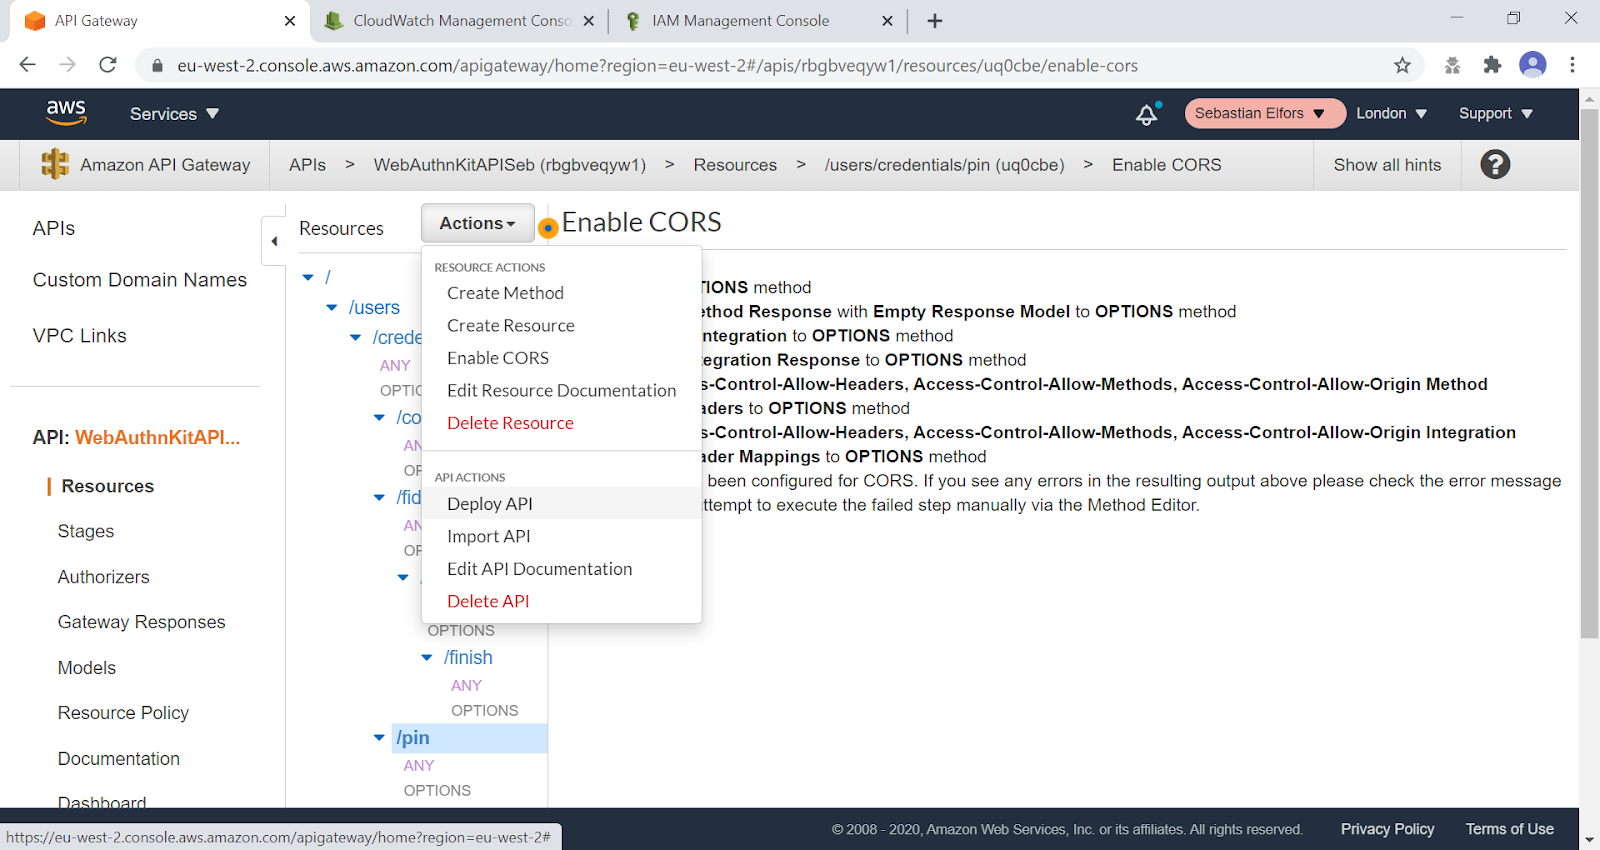 API Gateway
CloudWatch Management Conso
IAM Management Console
eu-west-2.console.aws.amazon.com/apigateway/home?region=eu-west-2#/apis/rbgbveqyw1/resources/uq0cbe/enable-cors
aws
Services
Sebastian Elfors
London
Support
Amazon API Gateway
APIs > WebAuthnKitAPISeb (rbgbveqyw1) > Resources > /users/credentials/pin (uq0cbe) > Enable CORS
Show all hints
?
APIs
Custom Domain Names
VPC Links
API: WebAuthnKitAPI...
Resources
Stages
Authorizers
Gateway Responses
Models
Resource Policy
Documentation
Dashboard
Resources
Actions
/
/users
/crede
ANY
OPTIO
/co
AN
OP
/fid
AN
OP
/
OPTIONS
/finish
ANY
OPTIONS
/pin
ANY
OPTIONS
RESOURCE ACTIONS
Create Method
Create Resource
Enable CORS
Edit Resource Documentation
Delete Resource
API ACTIONS
Deploy API
Import API
Edit API Documentation
Delete API
Enable CORS
TIONS method
ethod Response with Empty Response Model to OPTIONS method
ntegration to OPTIONS method
tegration Response to OPTIONS method
s-Control-Allow-Headers, Access-Control-Allow-Methods, Access-Control-Allow-Origin Method
aders to OPTIONS method
s-Control-Allow-Headers, Access-Control-Allow-Methods, Access-Control-Allow-Origin Integration
ader Mappings to OPTIONS method
been configured for CORS. If you see any errors in the resulting output above please check the error message
ttempt to execute the failed step manually via the Method Editor.
https://eu-west-2.console.aws.amazon.com/apigateway/home?region=eu-west-2#
© 2008 - 2020, Amazon Web Services, Inc. or its affiliates. All rights reserved.
Privacy Policy
Terms of Use